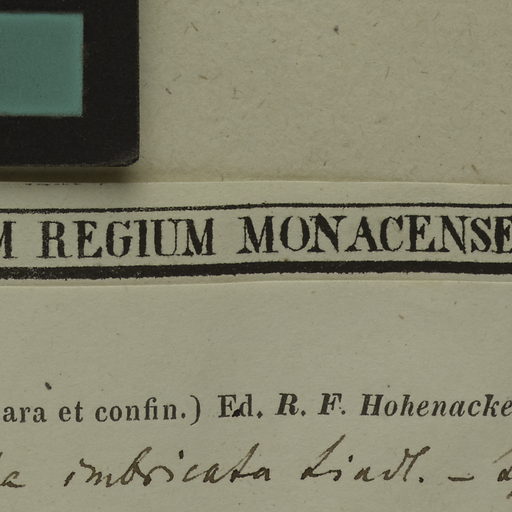 M REGIUM MONACENSE
ara et confin.) Ed. R. F. Hohenacke
a imbricata Lindl. –